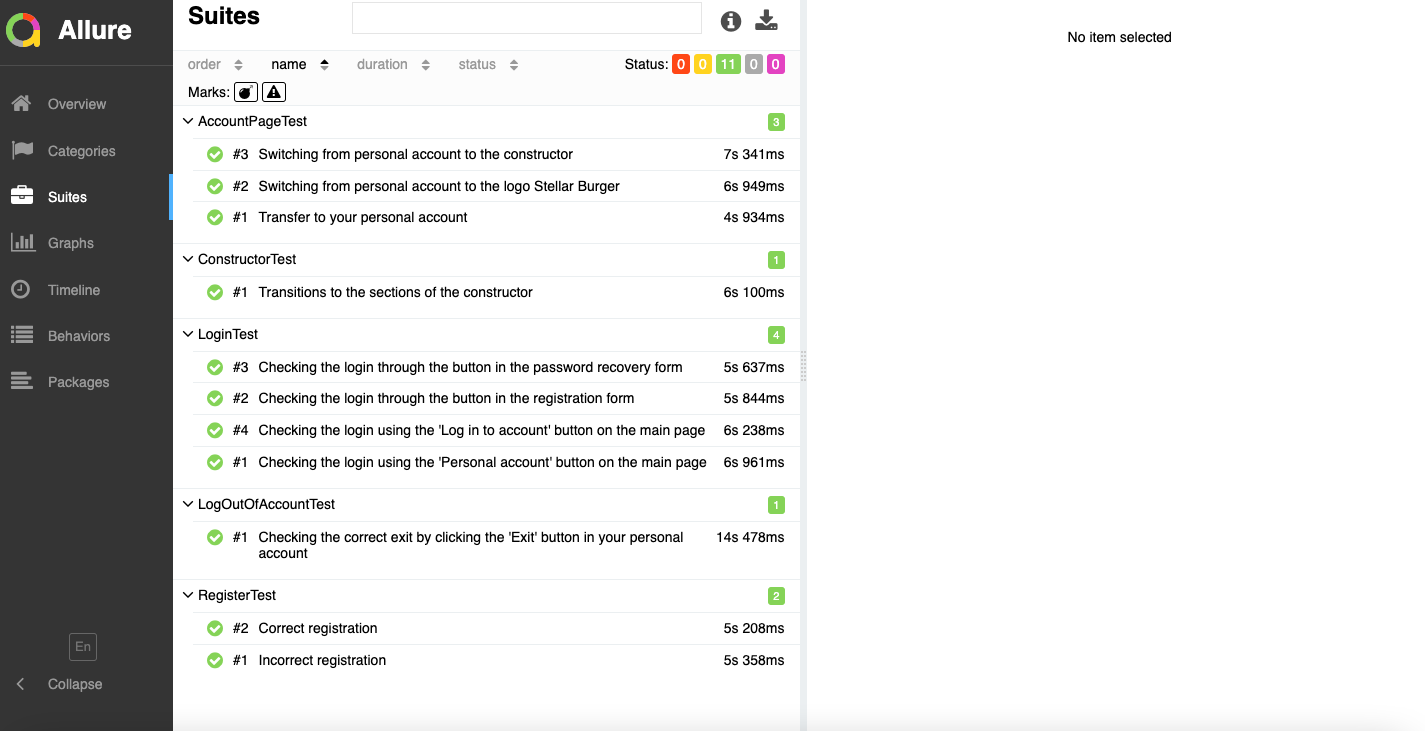 Allure
Overview
Categories
Suites
Graphs
Timeline
Behaviors
Packages
En
Collapse
Suites
order name duration status Status: 0 0 11 0 0
Marks:
AccountPageTest 3
#3 Switching from personal account to the constructor 7s 341ms
#2 Switching from personal account to the logo Stellar Burger 6s 949ms
#1 Transfer to your personal account 4s 934ms
ConstructorTest 1
#1 Transitions to the sections of the constructor 6s 100ms
LoginTest 4
#3 Checking the login through the button in the password recovery form 5s 637ms
#2 Checking the login through the button in the registration form 5s 844ms
#4 Checking the login using the 'Log in to account' button on the main page 6s 238ms
#1 Checking the login using the 'Personal account' button on the main page 6s 961ms
LogOutOfAccountTest 1
#1 Checking the correct exit by clicking the 'Exit' button in your personal 14s 478ms
account
RegisterTest 2
#2 Correct registration 5s 208ms
#1 Incorrect registration 5s 358ms
No item selected